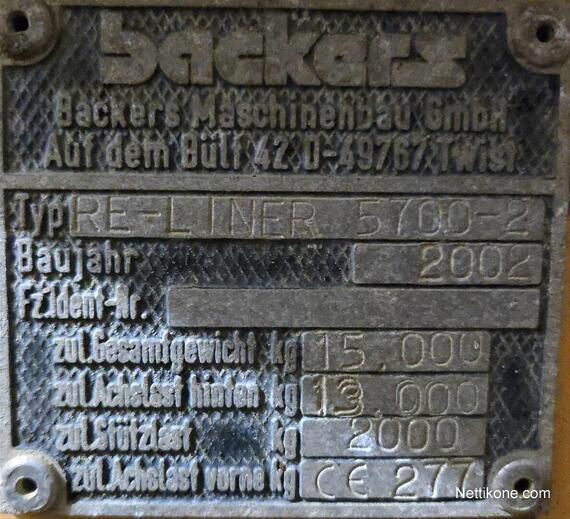 backers
Backers Maschinenbau GmbH
Auf dem Bült 42 D-49767 Twist
Typ RE-LINER 5700-2
Baujahr 2002
Fz.Ident-Nr.
zul.Gesamtgewicht kg 15.000
zul.Achslast hinten kg 13.000
zul.Stützlast kg 2000
zul.Achslast vorne kg CE 277
Nettikone.com